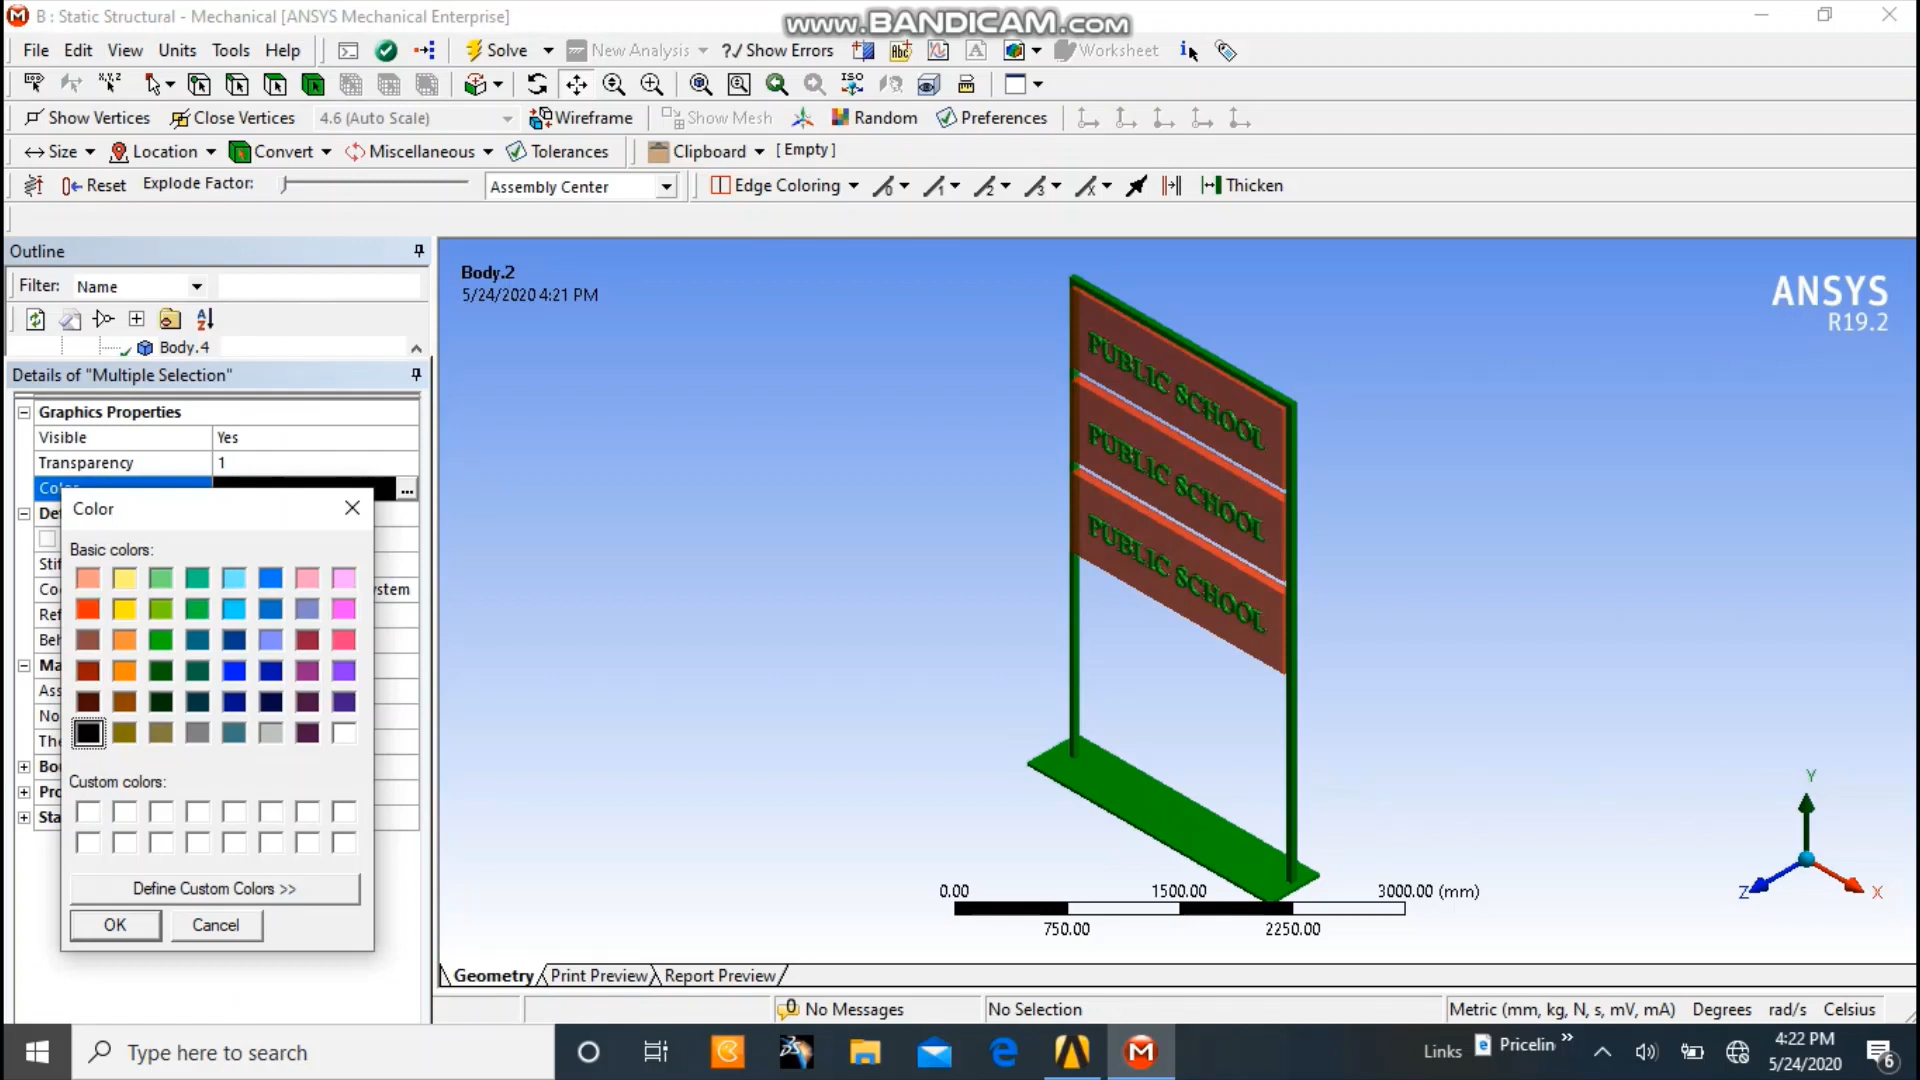 B : Static Structural - Mechanical [ANSYS Mechanical Enterprise]
www.BANDICAM.com
File Edit View Units Tools Help Solve New Analysis ?/ Show Errors Worksheet
Show Vertices Close Vertices 4.6 (Auto Scale) Wireframe Show Mesh Random Preferences
Size Location Convert Miscellaneous Tolerances Clipboard [ Empty ]
Reset Explode Factor: Assembly Center Edge Coloring Thicken
Outline
Filter: Name
Body.4
Details of "Multiple Selection"
Graphics Properties
Visible Yes
Transparency 1
Color
Stif
stem
Color
Basic colors:
Custom colors:
Define Custom Colors >>
OK Cancel
Body.2
5/24/2020 4:21 PM
ANSYS
R19.2
PUBLIC SCHOOL
PUBLIC SCHOOL
PUBLIC SCHOOL
0.00 1500.00 3000.00 (mm)
750.00 2250.00
Y
Z X
Geometry Print Preview Report Preview
No Messages No Selection Metric (mm, kg, N, s, mV, mA) Degrees rad/s Celsius
Type here to search
Links Pricelin
4:22 PM
5/24/2020
6